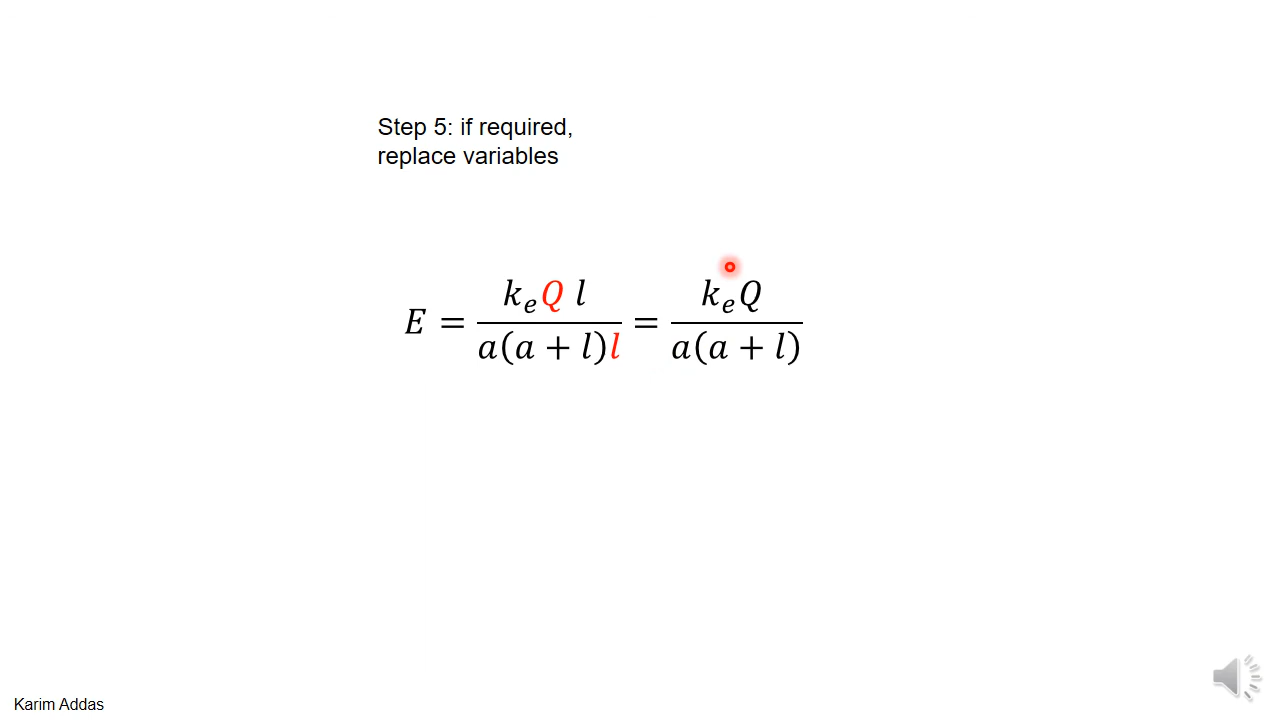 Step 5: if required,
replace variables
E = k_e Q l / a(a + l)l = k_e Q / a(a + l)
Karim Addas